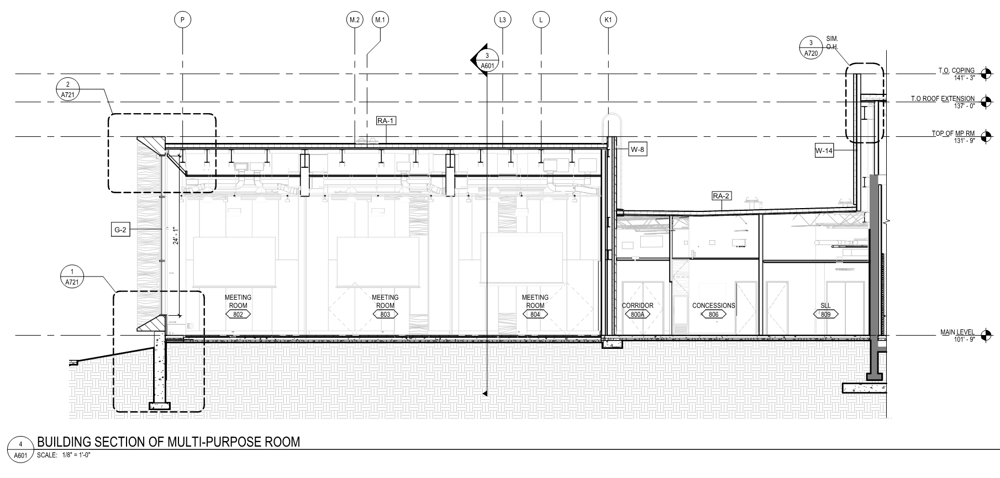 P
M.2
M.1
L3
L
K1
3
A601
3
A720
SIM.
O.H.
T.O. COPING
141' - 3"
2
A721
T.O ROOF EXTENSION
137' - 0"
RA-1
TOP OF MP RM
131' - 9"
W-8
W-14
RA-2
G-2
24' - 1"
1
A721
MEETING
ROOM
802
MEETING
ROOM
803
MEETING
ROOM
804
CORRIDOR
800A
CONCESSIONS
806
SLL
809
MAIN LEVEL
101' - 9"
4
A601
BUILDING SECTION OF MULTI-PURPOSE ROOM
SCALE: 1/8" = 1'-0"